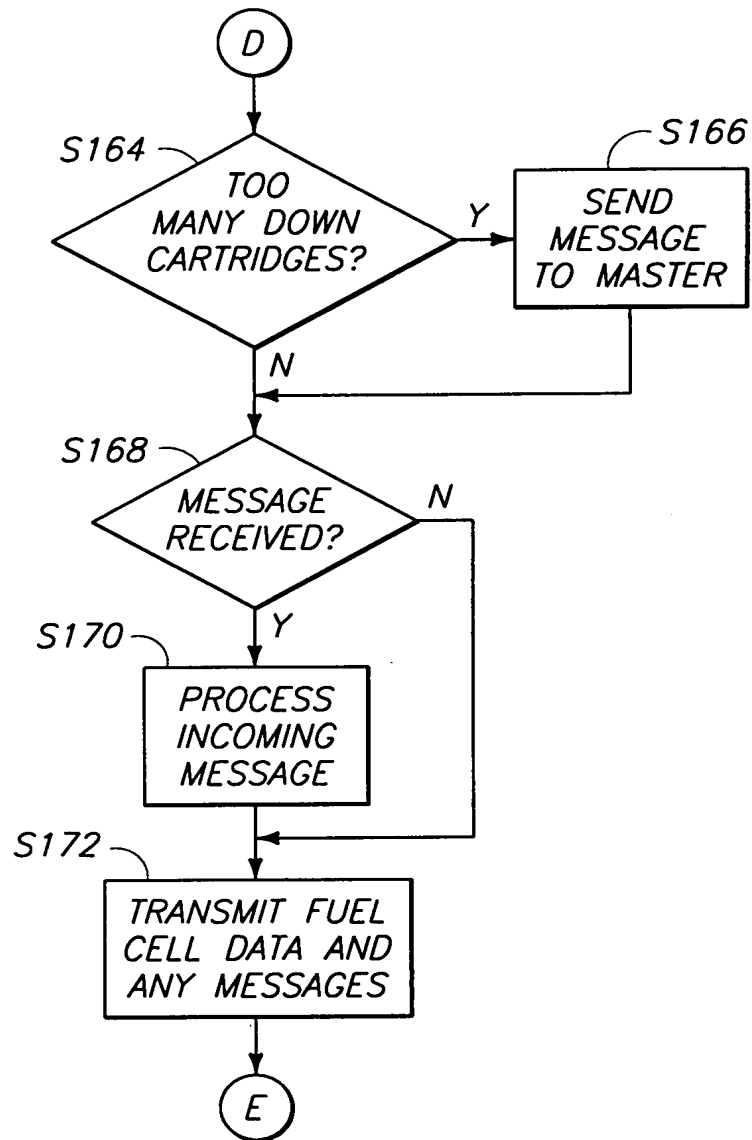 D
S164
TOO
MANY DOWN
CARTRIDGES?
Y
S166
SEND
MESSAGE
TO MASTER
N
S168
MESSAGE
RECEIVED?
N
Y
S170
PROCESS
INCOMING
MESSAGE
S172
TRANSMIT FUEL
CELL DATA AND
ANY MESSAGES
E